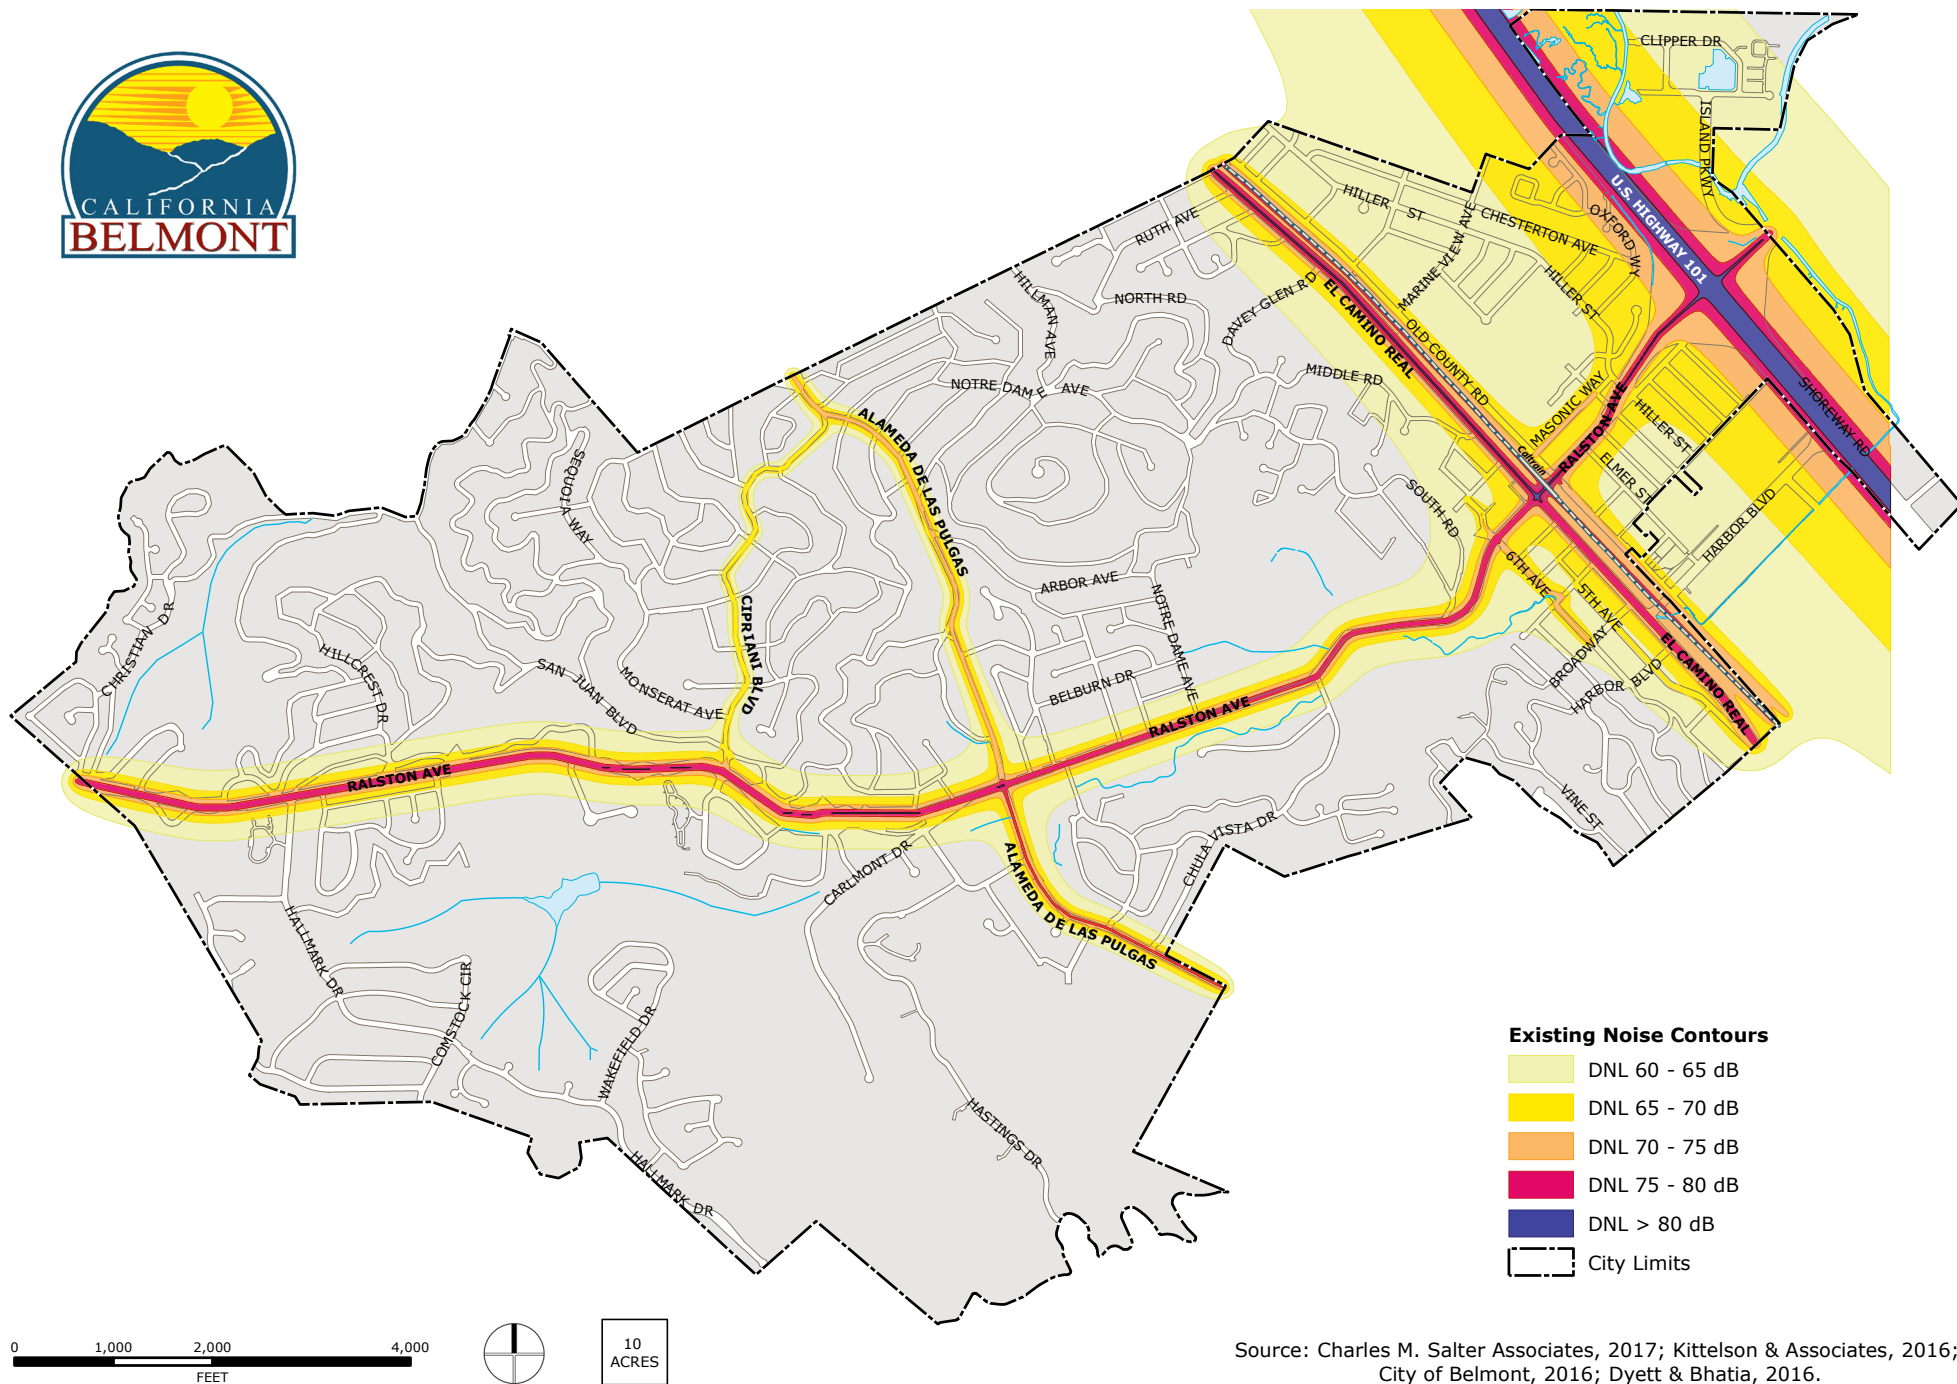 CALIFORNIA
BELMONT
CLIPPER DR
ISLAND PKWY
U.S. HIGHWAY 101
HILLER ST
CHESTERTON AVE
OXFORD WY
MARINE VIEW AVE
HILLER ST
RUTH AVE
HILLMAN AVE
NORTH RD
DAVEY GLEN RD
EL CAMINO REAL
OLD COUNTY RD
MIDDLE RD
NOTRE DAME AVE
MASONIC WAY
RALSTON AVE
Caltrain
HILLER ST
SHOREWAY RD
ELMER ST
HARBOR BLVD
ALAMEDA DE LAS PULGAS
SEQUOIA WAY
SOUTH RD
6TH AVE
5TH AVE
ARBOR AVE
NOTRE DAME AVE
CIPRIANI BLVD
CHRISTIAN DR
HILLCREST DR
SAN JUAN BLVD
MONSERAT AVE
BELBURN DR
BROADWAY
HARBOR BLVD
EL CAMINO REAL
RALSTON AVE
RALSTON AVE
VINE ST
CHULA VISTA DR
CARLMONT DR
ALAMEDA DE LAS PULGAS
HALLMARK DR
COMSTOCK CIR
WAKEFIELD DR
HASTINGS DR
HALLMARK DR
Existing Noise Contours
DNL 60 - 65 dB
DNL 65 - 70 dB
DNL 70 - 75 dB
DNL 75 - 80 dB
DNL > 80 dB
City Limits
0 1,000 2,000 4,000
FEET
10
ACRES
Source: Charles M. Salter Associates, 2017; Kittelson & Associates, 2016;
City of Belmont, 2016; Dyett & Bhatia, 2016.